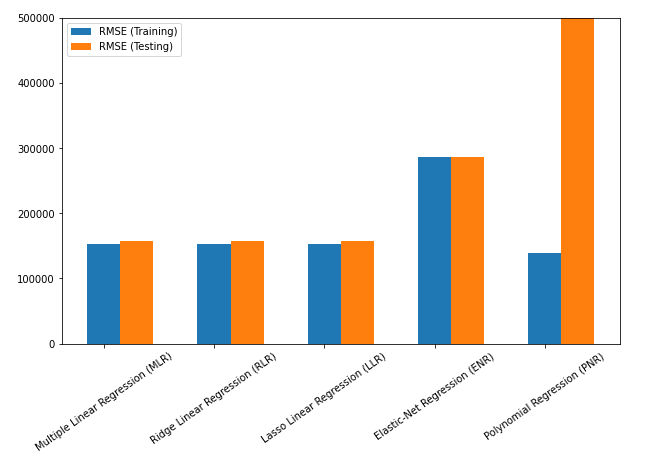 500000
400000
300000
200000
100000
0
RMSE (Training)
RMSE (Testing)
Multiple Linear Regression (MLR)
Ridge Linear Regression (RLR)
Lasso Linear Regression (LLR)
Elastic-Net Regression (ENR)
Polynomial Regression (PNR)